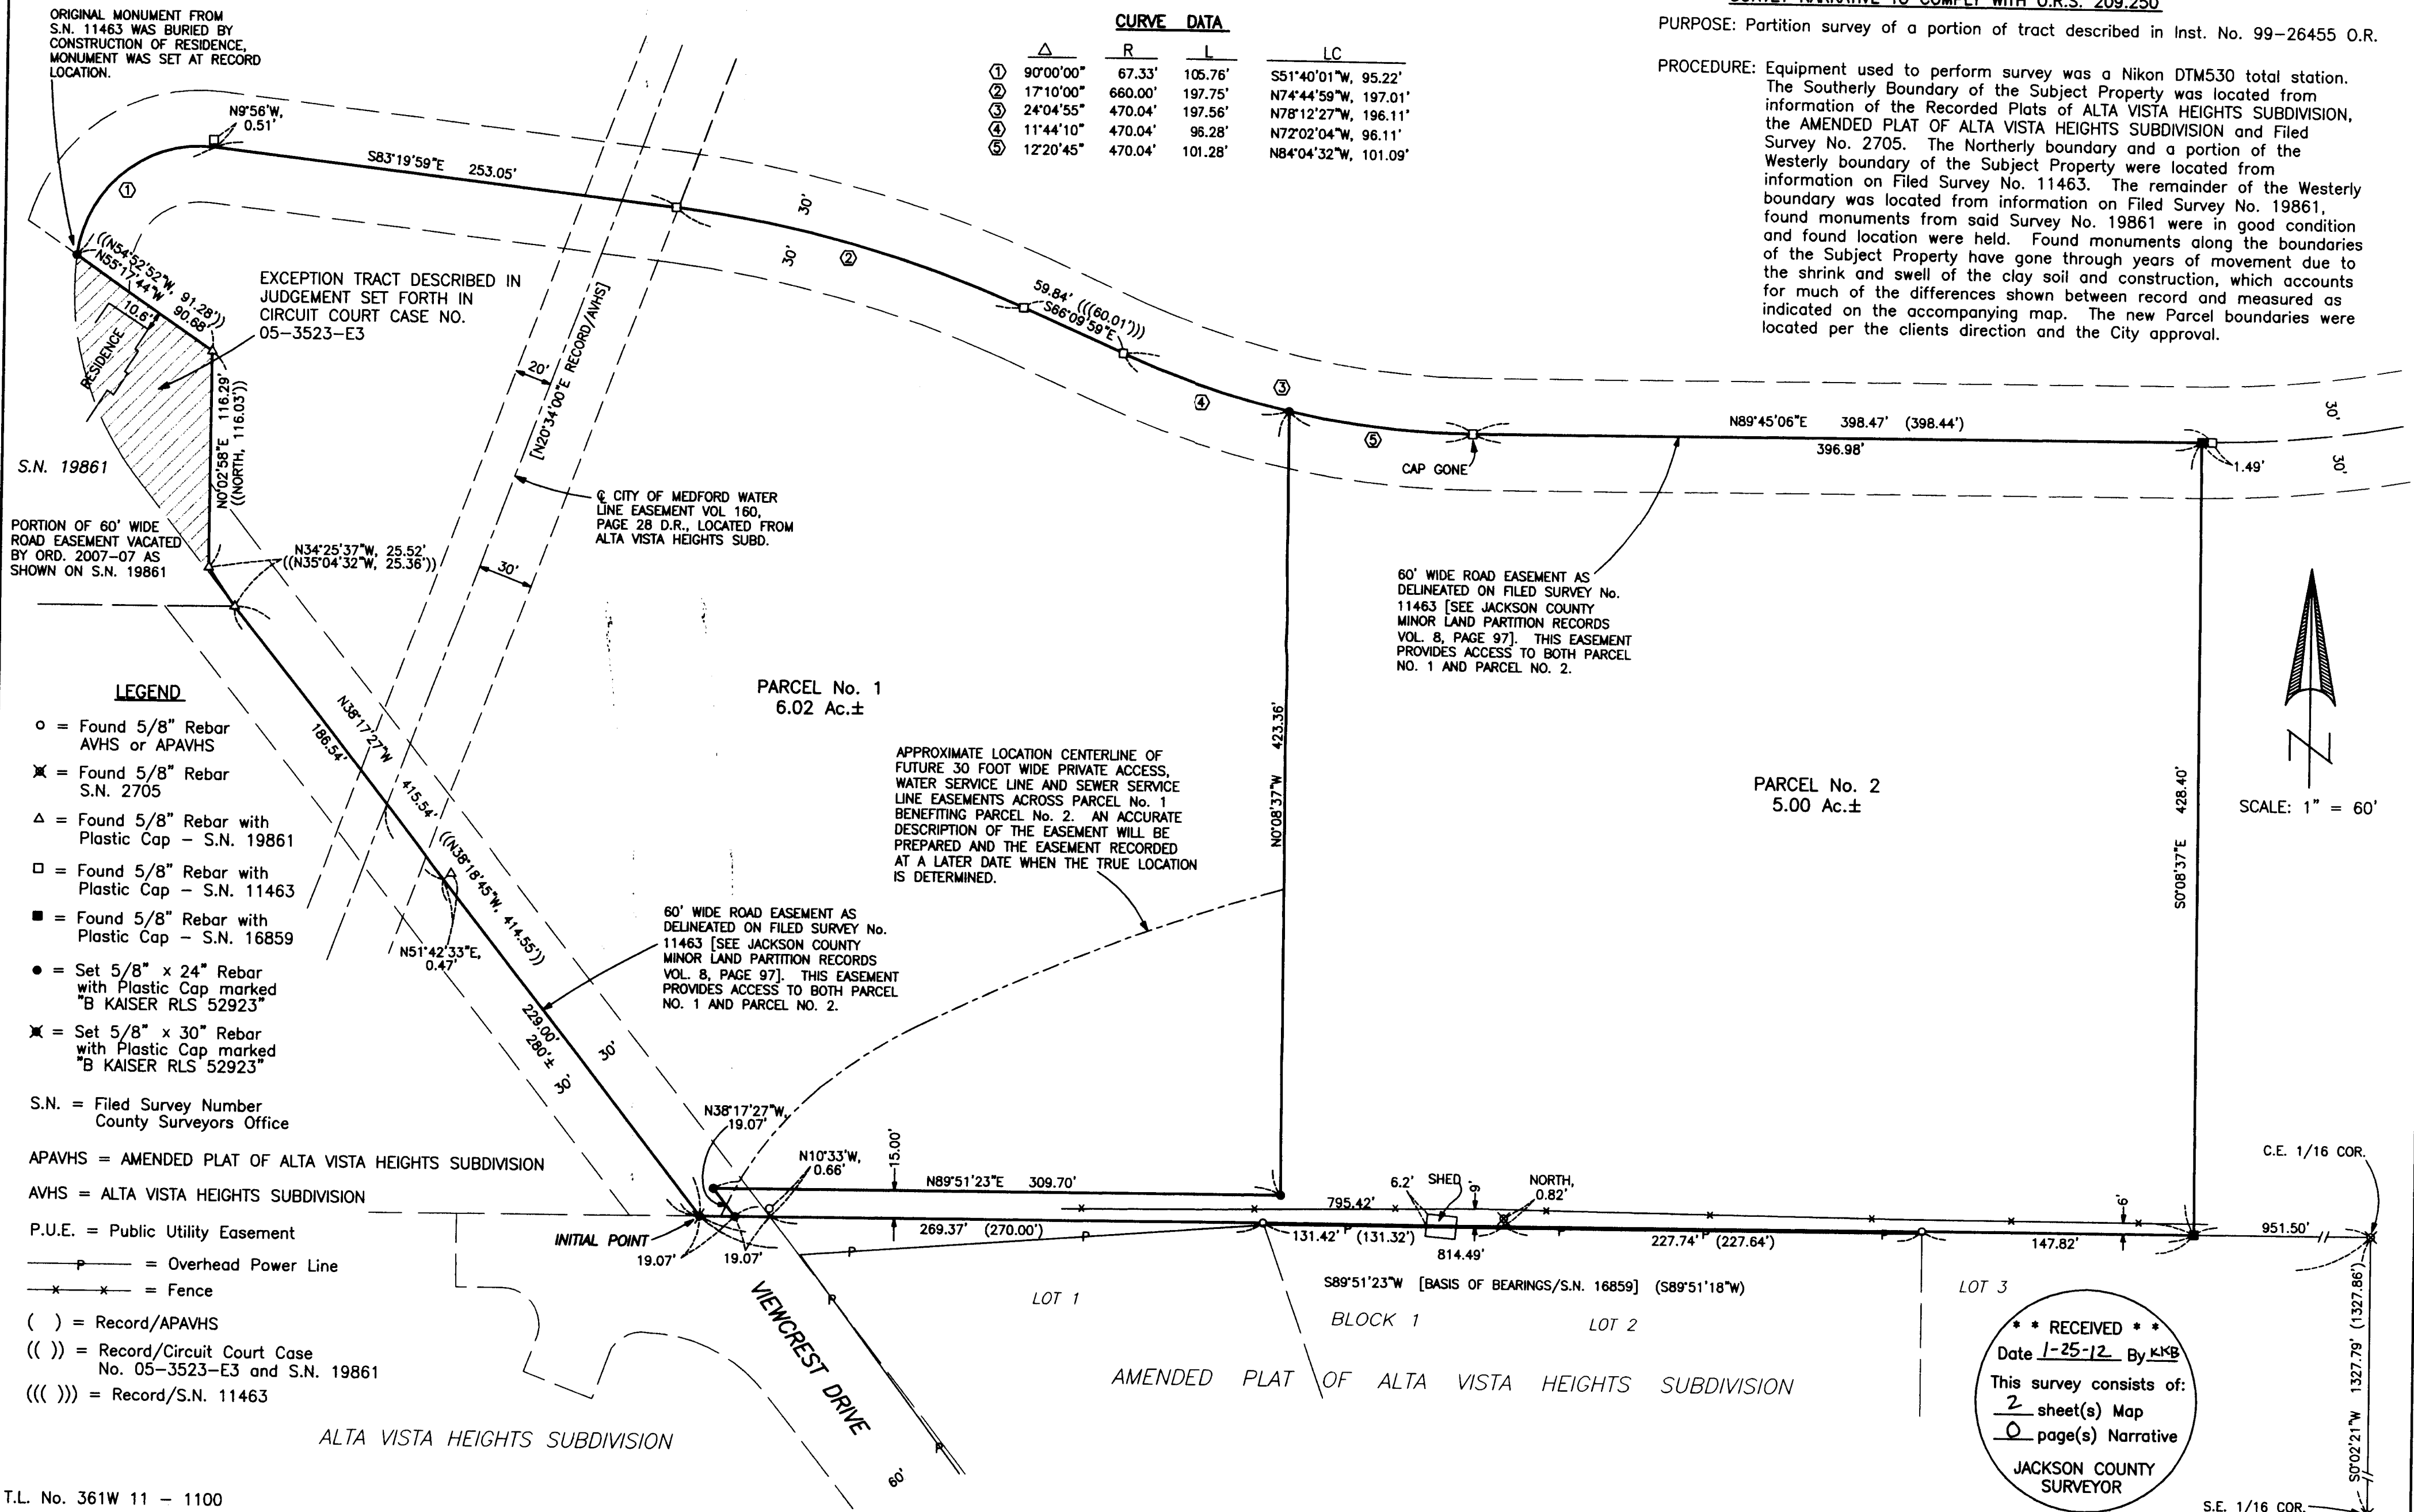 ORIGINAL MONUMENT FROM
S.N. 11463 WAS BURIED BY
CONSTRUCTION OF RESIDENCE,
MONUMENT WAS SET AT RECORD
LOCATION.
CURVE DATA
△ R L LC
① 90°00'00" 67.33' 105.76' S51°40'01"W, 95.22'
② 17°10'00" 660.00' 197.75' N74°44'59"W, 197.01'
③ 24°04'55" 470.04' 197.56' N78°12'27"W, 196.11'
④ 11°44'10" 470.04' 96.28' N72°02'04"W, 96.11'
⑤ 12°20'45" 470.04' 101.28' N84°04'32"W, 101.09'
SURVEY NARRATIVE TO COMPLY WITH O.R.S. 209.250
PURPOSE: Partition survey of a portion of tract described in Inst. No. 99-26455 O.R.
PROCEDURE: Equipment used to perform survey was a Nikon DTM530 total station.
The Southerly Boundary of the Subject Property was located from
information of the Recorded Plats of ALTA VISTA HEIGHTS SUBDIVISION,
the AMENDED PLAT OF ALTA VISTA HEIGHTS SUBDIVISION and Filed
Survey No. 2705. The Northerly boundary and a portion of the
Westerly boundary of the Subject Property were located from
information on Filed Survey No. 11463. The remainder of the Westerly
boundary was located from information on Filed Survey No. 19861,
found monuments from said Survey No. 19861 were in good condition
and found location were held. Found monuments along the boundaries
of the Subject Property have gone through years of movement due to
the shrink and swell of the clay soil and construction, which accounts
for much of the differences shown between record and measured as
indicated on the accompanying map. The new Parcel boundaries were
located per the clients direction and the City approval.
N9°56'W,
0.51'
S83°19'59"E 253.05'
①
30'
30'
②
59.84' (((60.01')))
S66°09'59"E
③
④
⑤
((N54°52'52"W, 91.28'))
N55°17'44"W 90.68'
10.6'
RESIDENCE
EXCEPTION TRACT DESCRIBED IN
JUDGEMENT SET FORTH IN
CIRCUIT COURT CASE NO.
05-3523-E3
20'
[N20°34'00"E RECORD/AVHS]
N0°02'58"E 116.29'
((NORTH, 116.03'))
S.N. 19861
N89°45'06"E 398.47' (398.44')
396.98'
CAP GONE
30'
30'
1.49'
PORTION OF 60' WIDE
ROAD EASEMENT VACATED
BY ORD. 2007-07 AS
SHOWN ON S.N. 19861
N34°25'37"W, 25.52'
((N35°04'32"W, 25.36'))
℄ CITY OF MEDFORD WATER
LINE EASEMENT VOL 160,
PAGE 28 D.R., LOCATED FROM
ALTA VISTA HEIGHTS SUBD.
30'
60' WIDE ROAD EASEMENT AS
DELINEATED ON FILED SURVEY No.
11463 [SEE JACKSON COUNTY
MINOR LAND PARTITION RECORDS
VOL. 8, PAGE 97]. THIS EASEMENT
PROVIDES ACCESS TO BOTH PARCEL
NO. 1 AND PARCEL NO. 2.
PARCEL No. 1
6.02 Ac.±
N0°08'37"W 423.36'
PARCEL No. 2
5.00 Ac.±
S0°08'37"E 428.40'
N
SCALE: 1" = 60'
LEGEND
○ = Found 5/8" Rebar
AVHS or APAVHS
= Found 5/8" Rebar
S.N. 2705
△ = Found 5/8" Rebar with
Plastic Cap - S.N. 19861
□ = Found 5/8" Rebar with
Plastic Cap - S.N. 11463
■ = Found 5/8" Rebar with
Plastic Cap - S.N. 16859
● = Set 5/8" x 24" Rebar
with Plastic Cap marked
"B KAISER RLS 52923"
= Set 5/8" x 30" Rebar
with Plastic Cap marked
"B KAISER RLS 52923"
S.N. = Filed Survey Number
County Surveyors Office
APAVHS = AMENDED PLAT OF ALTA VISTA HEIGHTS SUBDIVISION
AVHS = ALTA VISTA HEIGHTS SUBDIVISION
P.U.E. = Public Utility Easement
P = Overhead Power Line
x x = Fence
( ) = Record/APAVHS
(( )) = Record/Circuit Court Case
No. 05-3523-E3 and S.N. 19861
((( ))) = Record/S.N. 11463
N38°17'27"W 415.54' ((N38°18'45"W, 414.55'))
186.54'
N51°42'33"E,
0.47'
229.00'
280'±
30'
30'
APPROXIMATE LOCATION CENTERLINE OF
FUTURE 30 FOOT WIDE PRIVATE ACCESS,
WATER SERVICE LINE AND SEWER SERVICE
LINE EASEMENTS ACROSS PARCEL No. 1
BENEFITING PARCEL No. 2. AN ACCURATE
DESCRIPTION OF THE EASEMENT WILL BE
PREPARED AND THE EASEMENT RECORDED
AT A LATER DATE WHEN THE TRUE LOCATION
IS DETERMINED.
60' WIDE ROAD EASEMENT AS
DELINEATED ON FILED SURVEY No.
11463 [SEE JACKSON COUNTY
MINOR LAND PARTITION RECORDS
VOL. 8, PAGE 97]. THIS EASEMENT
PROVIDES ACCESS TO BOTH PARCEL
NO. 1 AND PARCEL NO. 2.
N38°17'27"W,
19.07'
N10°33'W,
0.66'
15.00'
N89°51'23"E 309.70'
INITIAL POINT
19.07'
19.07'
269.37' (270.00')
795.42'
6.2'
SHED
9'
NORTH,
0.82'
131.42' (131.32')
814.49'
227.74' (227.64')
9'
147.82'
951.50'
C.E. 1/16 COR.
S89°51'23"W [BASIS OF BEARINGS/S.N. 16859] (S89°51'18"W)
LOT 1
BLOCK 1
LOT 2
LOT 3
VIEWCREST DRIVE
60'
AMENDED PLAT OF ALTA VISTA HEIGHTS SUBDIVISION
ALTA VISTA HEIGHTS SUBDIVISION
* * RECEIVED * *
Date 1-25-12 By KKB
This survey consists of:
2 sheet(s) Map
0 page(s) Narrative
JACKSON COUNTY
SURVEYOR
S0°02'21"W 1327.79' (1327.86')
S.E. 1/16 COR.
T.L. No. 361W 11 - 1100